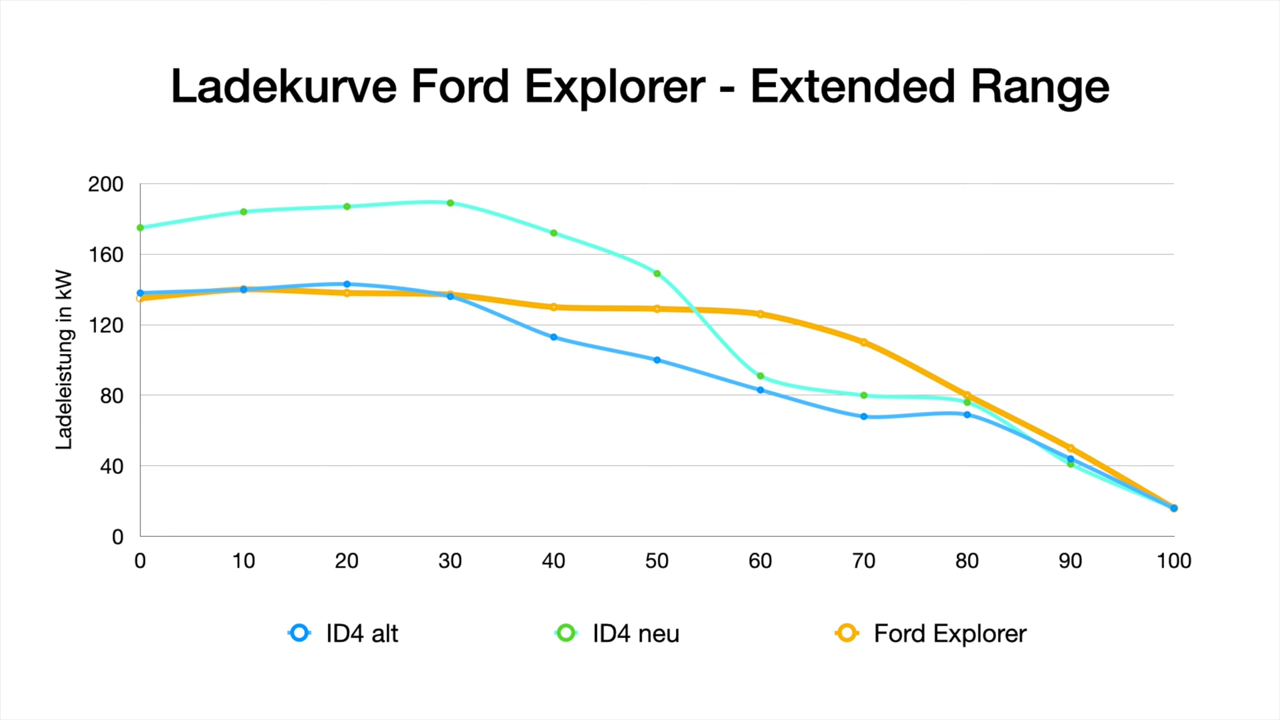 Ladekurve Ford Explorer - Extended Range
Ladeleistung in kW
200
160
120
80
40
0
0 10 20 30 40 50 60 70 80 90 100
ID4 alt ID4 neu Ford Explorer